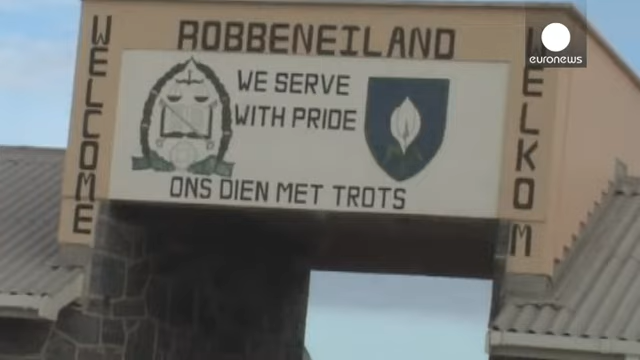 ROBBENEILAND
WELCOME
WE SERVE
WITH PRIDE
ONS DIEN MET TROTS
WELKOM
euronews